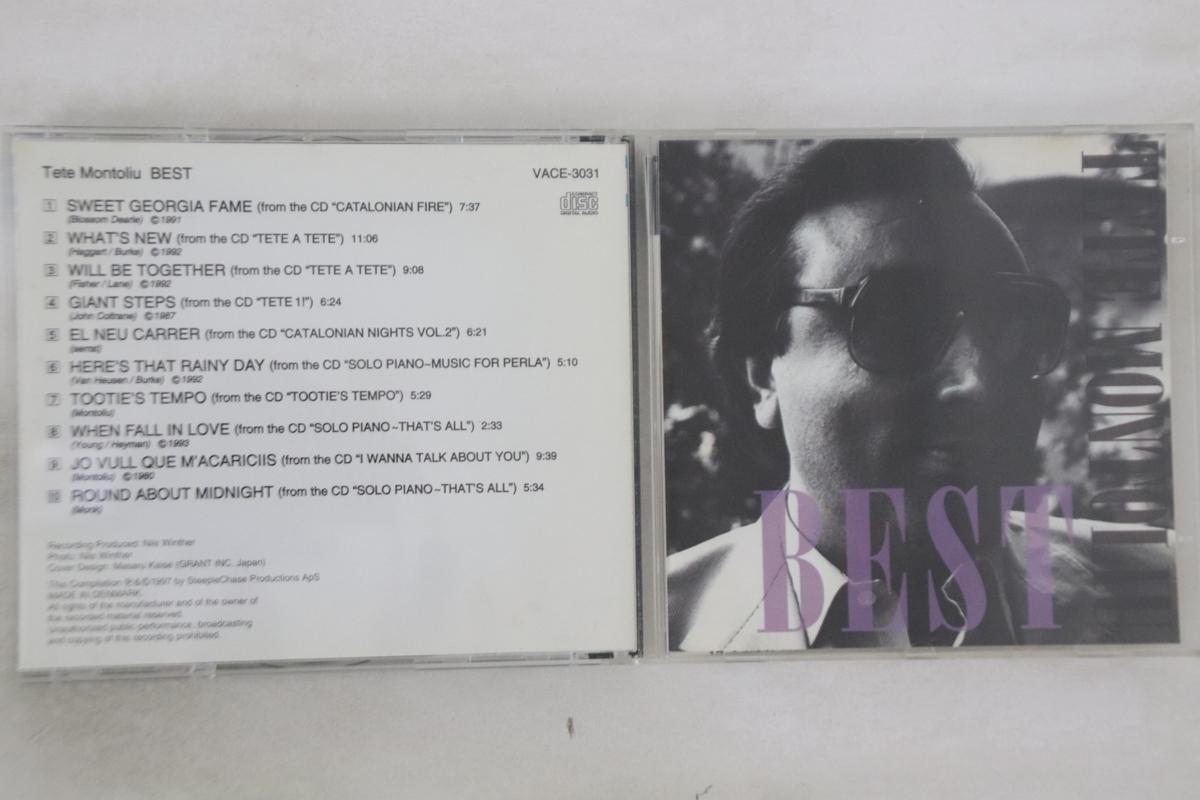 Tete Montoliu BEST
VACE-3031
COMPACT
disc
DIGITAL AUDIO
1 SWEET GEORGIA FAME (from the CD "CATALONIAN FIRE") 7:37
(Blossom Dearie) ©1991
2 WHAT'S NEW (from the CD "TETE A TETE") 11:06
(Haggart / Burke) ©1992
3 WILL BE TOGETHER (from the CD "TETE A TETE") 9:08
(Fisher / Lane) ©1992
4 GIANT STEPS (from the CD "TETE 1!") 6:24
(John Coltrane) ©1987
5 EL NEU CARRER (from the CD "CATALONIAN NIGHTS VOL.2") 6:21
(serrat)
6 HERE'S THAT RAINY DAY (from the CD "SOLO PIANO–MUSIC FOR PERLA") 5:10
(Van Heusen / Burke) ©1992
7 TOOTIE'S TEMPO (from the CD "TOOTIE'S TEMPO") 5:29
(Montoliu)
8 WHEN FALL IN LOVE (from the CD "SOLO PIANO–THAT'S ALL") 2:33
(Young / Heyman) ©1993
9 JO VULL QUE M'ACARICIIS (from the CD "I WANNA TALK ABOUT YOU") 9:39
(Montoliu) ©1980
10 ROUND ABOUT MIDNIGHT (from the CD "SOLO PIANO–THAT'S ALL") 5:34
(Monk)
Recording Produced: Nils Winther
Photo: Nils Winther
Cover Design: Masaru Kaise (GRANT INC. Japan)
This Compilation ℗&©1997 by SteepleChase Productions ApS
MADE IN DENMARK
All rights of the manufacturer and of the owner of
the recorded material reserved.
Unauthorized public performance, broadcasting
and copying of this recording prohibited.
TETE MONTOLIU
BEST